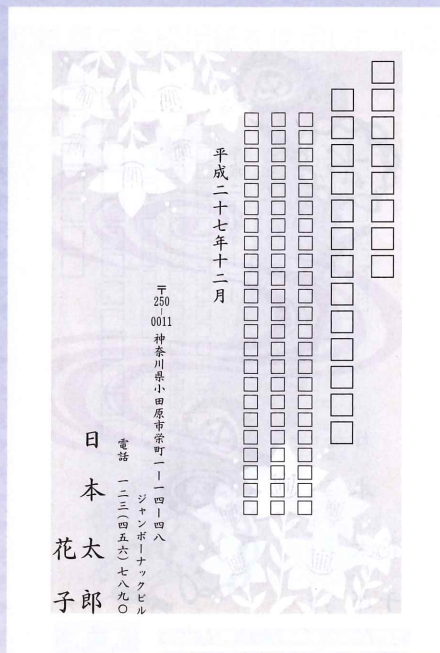 平成二十七年十二月
〒250-0011 神奈川県小田原市栄町一ー一四ー四八
ジャンボーナックビル
電話 一二三(四五六)七八九〇
日本太郎
花子